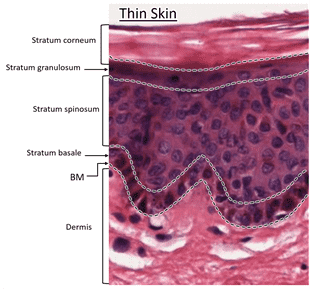 Thin Skin
Stratum corneum
Stratum granulosum
Stratum spinosum
Stratum basale
BM
Dermis